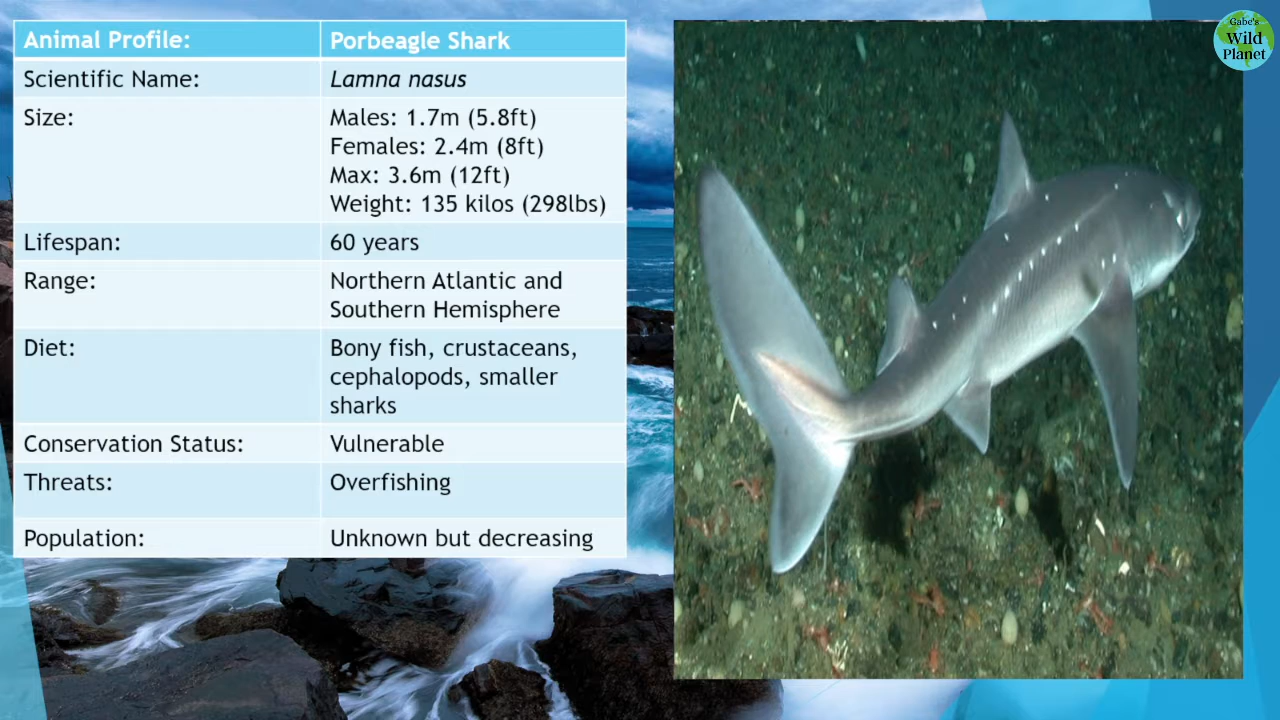 Animal Profile: Porbeagle Shark
Scientific Name: Lamna nasus
Size: Males: 1.7m (5.8ft)
Females: 2.4m (8ft)
Max: 3.6m (12ft)
Weight: 135 kilos (298lbs)
Lifespan: 60 years
Range: Northern Atlantic and
Southern Hemisphere
Diet: Bony fish, crustaceans,
cephalopods, smaller
sharks
Conservation Status: Vulnerable
Threats: Overfishing
Population: Unknown but decreasing
Gabe's
Wild
Planet